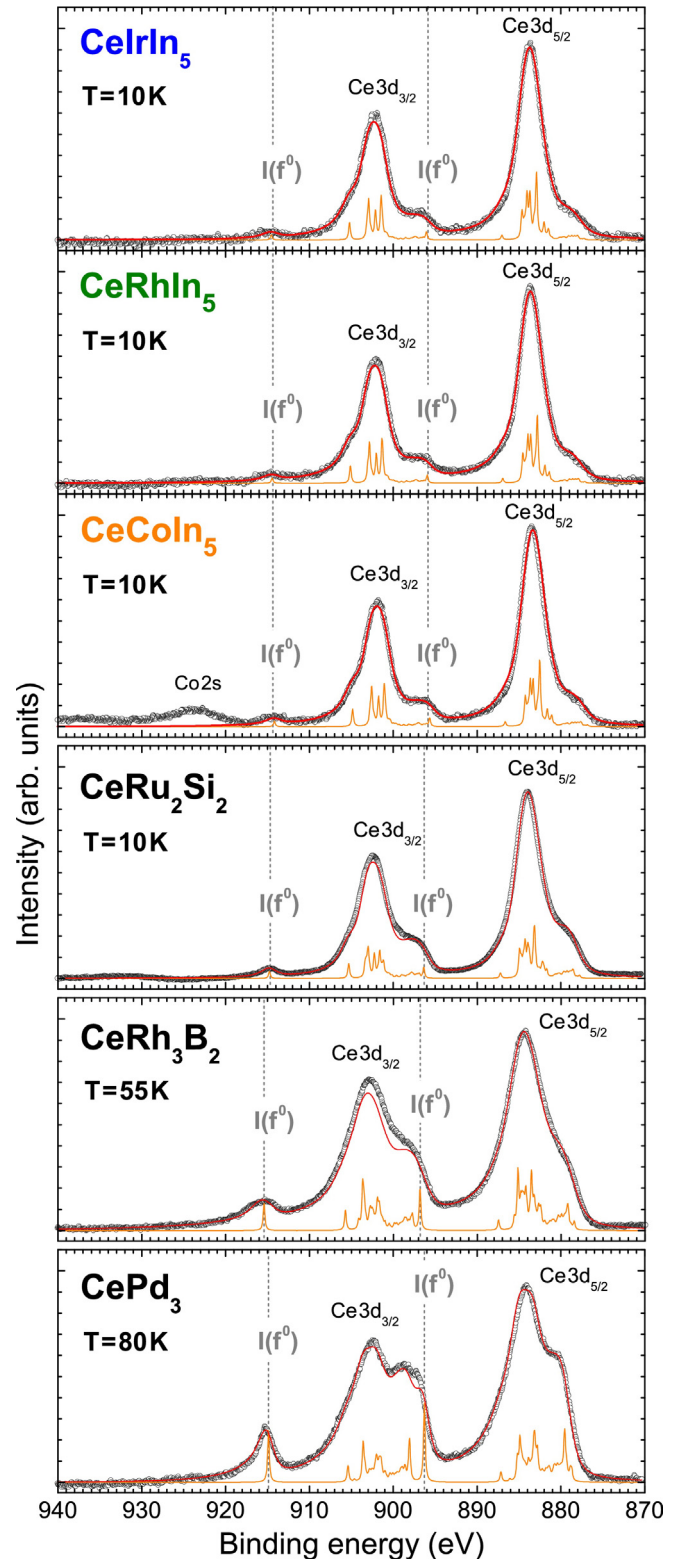 CeIrIn5
T=10K
Ce3d3/2
Ce3d5/2
I(f0)
I(f0)
CeRhIn5
T=10K
Ce3d3/2
Ce3d5/2
I(f0)
I(f0)
CeCoIn5
T=10K
Ce3d3/2
Ce3d5/2
I(f0)
I(f0)
Co2s
CeRu2Si2
T=10K
Ce3d3/2
Ce3d5/2
I(f0)
I(f0)
CeRh3B2
T=55K
Ce3d3/2
Ce3d5/2
I(f0)
I(f0)
CePd3
T=80K
Ce3d3/2
Ce3d5/2
I(f0)
I(f0)
Intensity (arb. units)
940 930 920 910 900 890 880 870
Binding energy (eV)